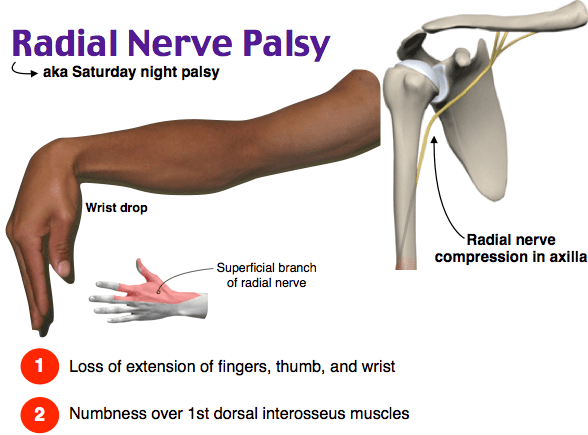 Radial Nerve Palsy
aka Saturday night palsy
Wrist drop
Radial nerve
compression in axilla
Superficial branch
of radial nerve
1 Loss of extension of fingers, thumb, and wrist
2 Numbness over 1st dorsal interosseus muscles